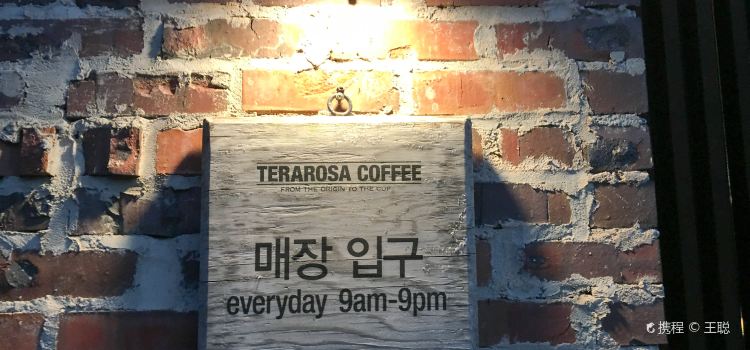 TERAROSA COFFEE
FROM THE ORIGIN TO THE CUP
매장 입구
everyday 9am-9pm
携程 © 王聪